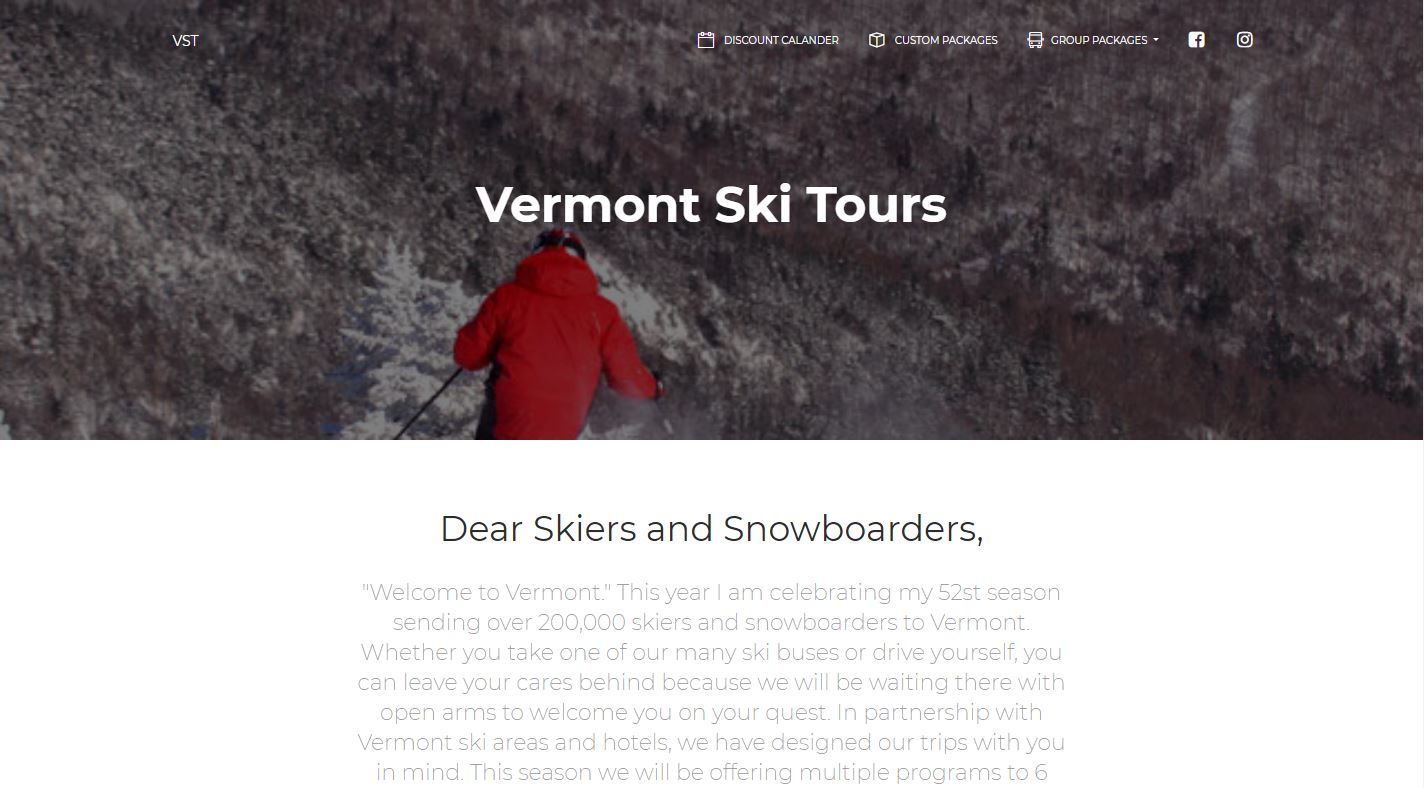 VST
DISCOUNT CALANDER
CUSTOM PACKAGES
GROUP PACKAGES
Vermont Ski Tours
Dear Skiers and Snowboarders,
"Welcome to Vermont." This year I am celebrating my 52st season
sending over 200,000 skiers and snowboarders to Vermont.
Whether you take one of our many ski buses or drive yourself, you
can leave your cares behind because we will be waiting there with
open arms to welcome you on your quest. In partnership with
Vermont ski areas and hotels, we have designed our trips with you
in mind. This season we will be offering multiple programs to 6